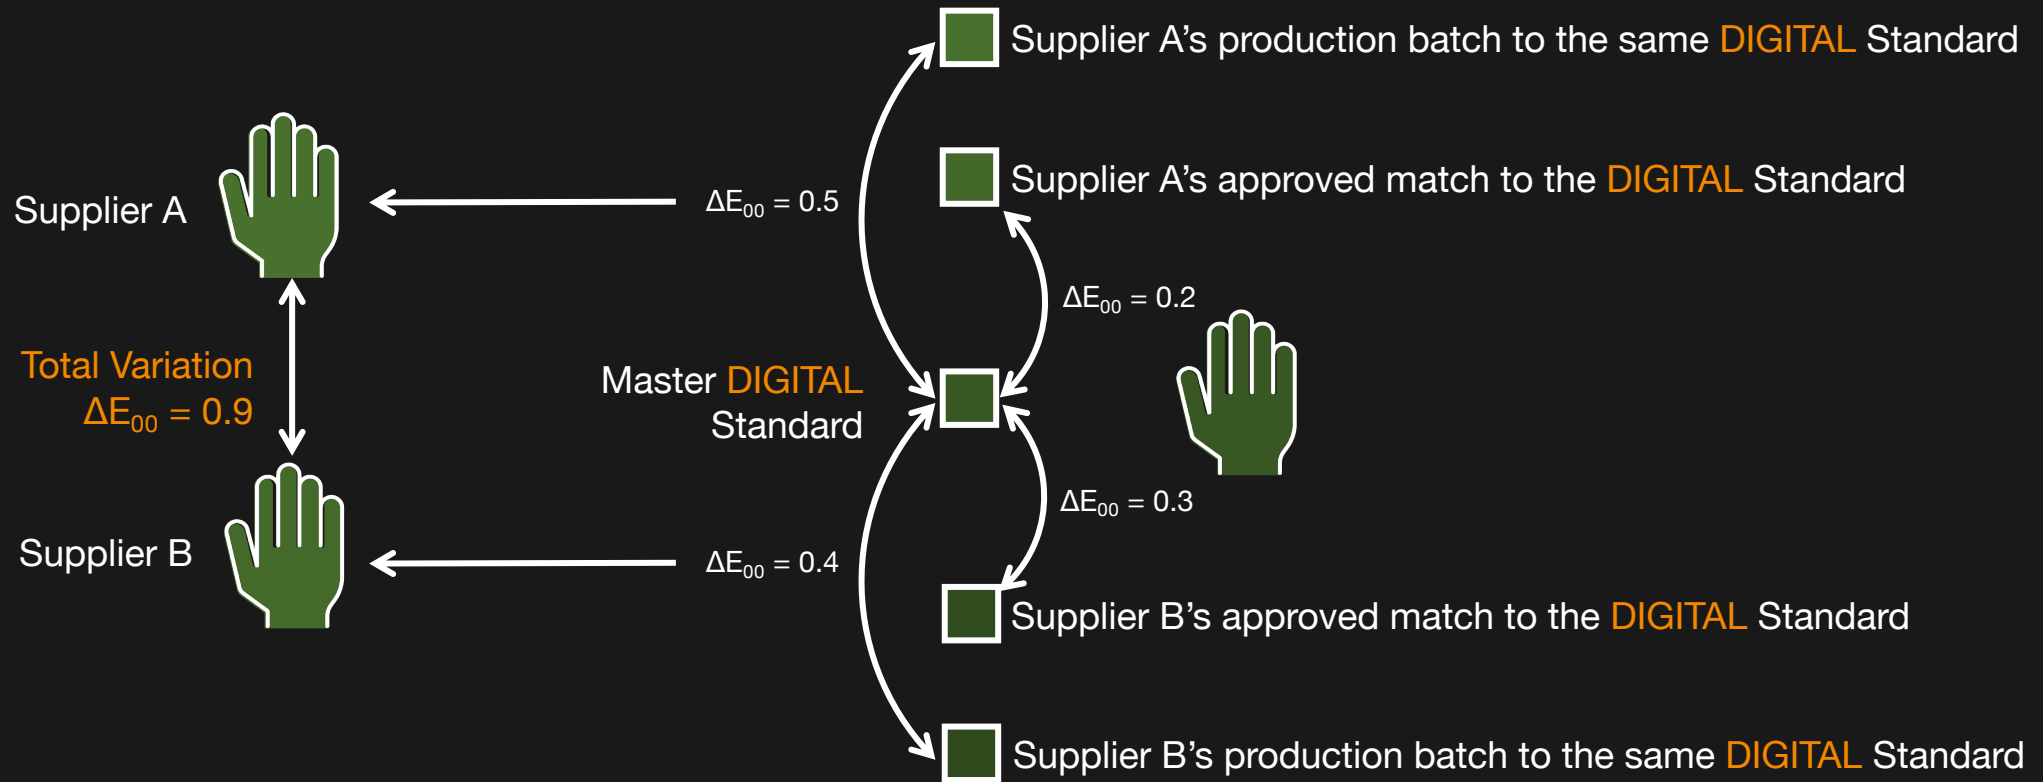 Supplier A's production batch to the same DIGITAL Standard
Supplier A's approved match to the DIGITAL Standard
Supplier A
ΔE₀₀ = 0.5
ΔE₀₀ = 0.2
Total Variation
ΔE₀₀ = 0.9
Master DIGITAL
Standard
ΔE₀₀ = 0.3
Supplier B
ΔE₀₀ = 0.4
Supplier B's approved match to the DIGITAL Standard
Supplier B's production batch to the same DIGITAL Standard